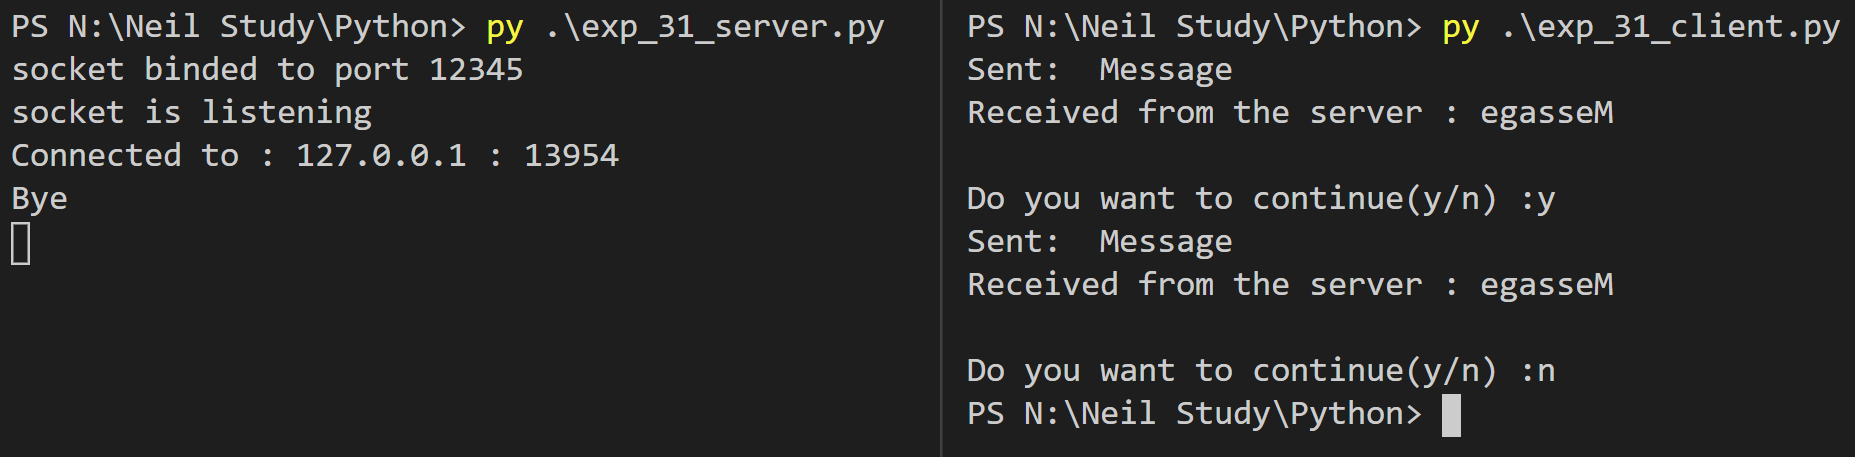 PS N:\Neil Study\Python> py .\exp_31_server.py
socket binded to port 12345
socket is listening
Connected to : 127.0.0.1 : 13954
Bye
PS N:\Neil Study\Python> py .\exp_31_client.py
Sent:  Message
Received from the server : egasseM
Do you want to continue(y/n) :y
Sent:  Message
Received from the server : egasseM
Do you want to continue(y/n) :n
PS N:\Neil Study\Python>